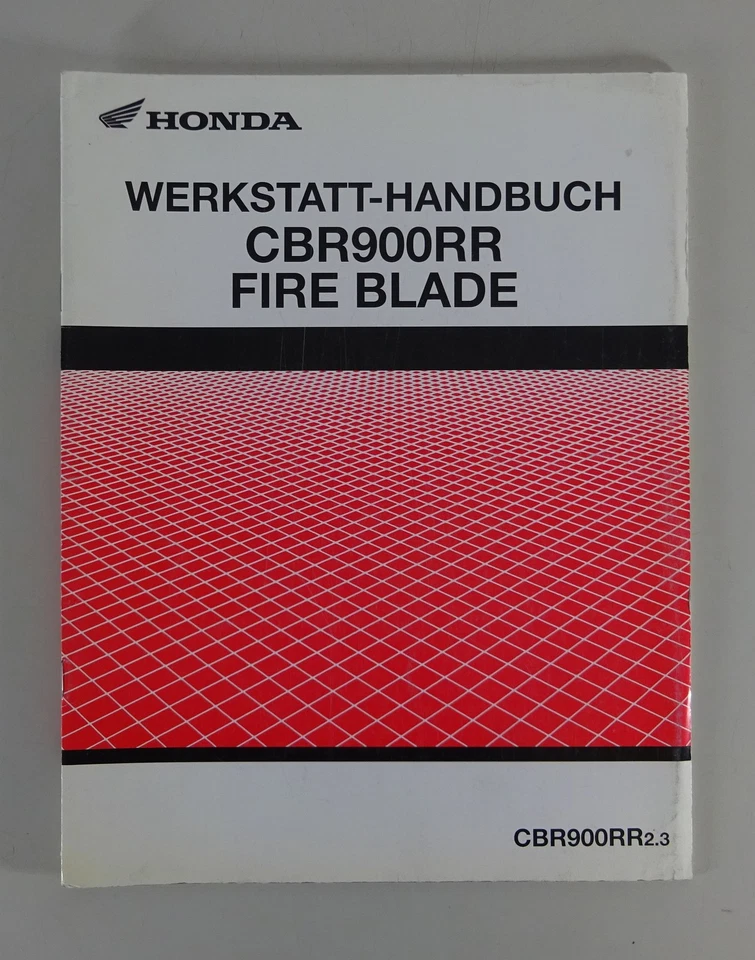 HONDA
WERKSTATT-HANDBUCH
CBR900RR
FIRE BLADE
CBR900RR2.3